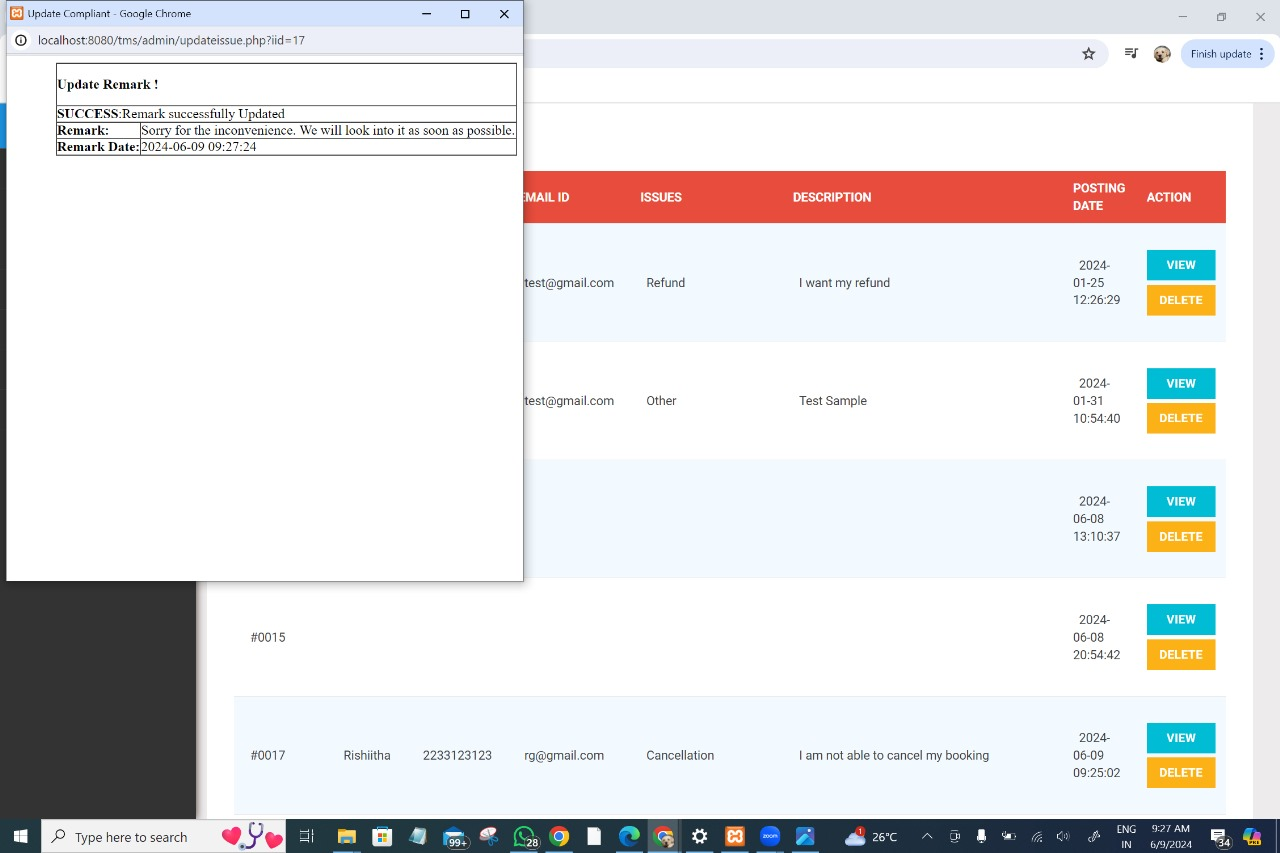 Update Compliant - Google Chrome
localhost:8080/tms/admin/updateissue.php?iid=17
Finish update
Update Remark !
SUCCESS:Remark successfully Updated
Remark: Sorry for the inconvenience. We will look into it as soon as possible.
Remark Date: 2024-06-09 09:27:24
EMAIL ID ISSUES DESCRIPTION POSTING DATE ACTION
test@gmail.com Refund I want my refund 2024-01-25 12:26:29 VIEW DELETE
test@gmail.com Other Test Sample 2024-01-31 10:54:40 VIEW DELETE
2024-06-08 13:10:37 VIEW DELETE
#0015 2024-06-08 20:54:42 VIEW DELETE
#0017 Rishiitha 2233123123 rg@gmail.com Cancellation I am not able to cancel my booking 2024-06-09 09:25:02 VIEW DELETE
Type here to search
99+
28
zoom
1
26°C
ENG
IN
9:27 AM
6/9/2024
34
PRE